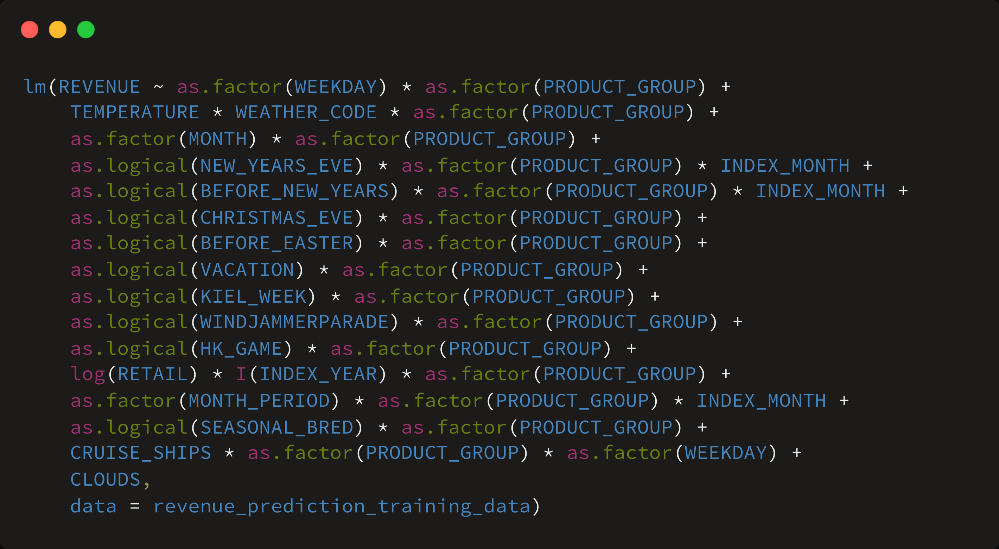 lm(REVENUE ~ as.factor(WEEKDAY) * as.factor(PRODUCT_GROUP) +
TEMPERATURE * WEATHER_CODE * as.factor(PRODUCT_GROUP) +
as.factor(MONTH) * as.factor(PRODUCT_GROUP) +
as.logical(NEW_YEARS_EVE) * as.factor(PRODUCT_GROUP) * INDEX_MONTH +
as.logical(BEFORE_NEW_YEARS) * as.factor(PRODUCT_GROUP) * INDEX_MONTH +
as.logical(CHRISTMAS_EVE) * as.factor(PRODUCT_GROUP) +
as.logical(BEFORE_EASTER) * as.factor(PRODUCT_GROUP) +
as.logical(VACATION) * as.factor(PRODUCT_GROUP) +
as.logical(KIEL_WEEK) * as.factor(PRODUCT_GROUP) +
as.logical(WINDJAMMERPARADE) * as.factor(PRODUCT_GROUP) +
as.logical(HK_GAME) * as.factor(PRODUCT_GROUP) +
log(RETAIL) * I(INDEX_YEAR) * as.factor(PRODUCT_GROUP) +
as.factor(MONTH_PERIOD) * as.factor(PRODUCT_GROUP) * INDEX_MONTH +
as.logical(SEASONAL_BRED) * as.factor(PRODUCT_GROUP) +
CRUISE_SHIPS * as.factor(PRODUCT_GROUP) * as.factor(WEEKDAY) +
CLOUDS,
data = revenue_prediction_training_data)